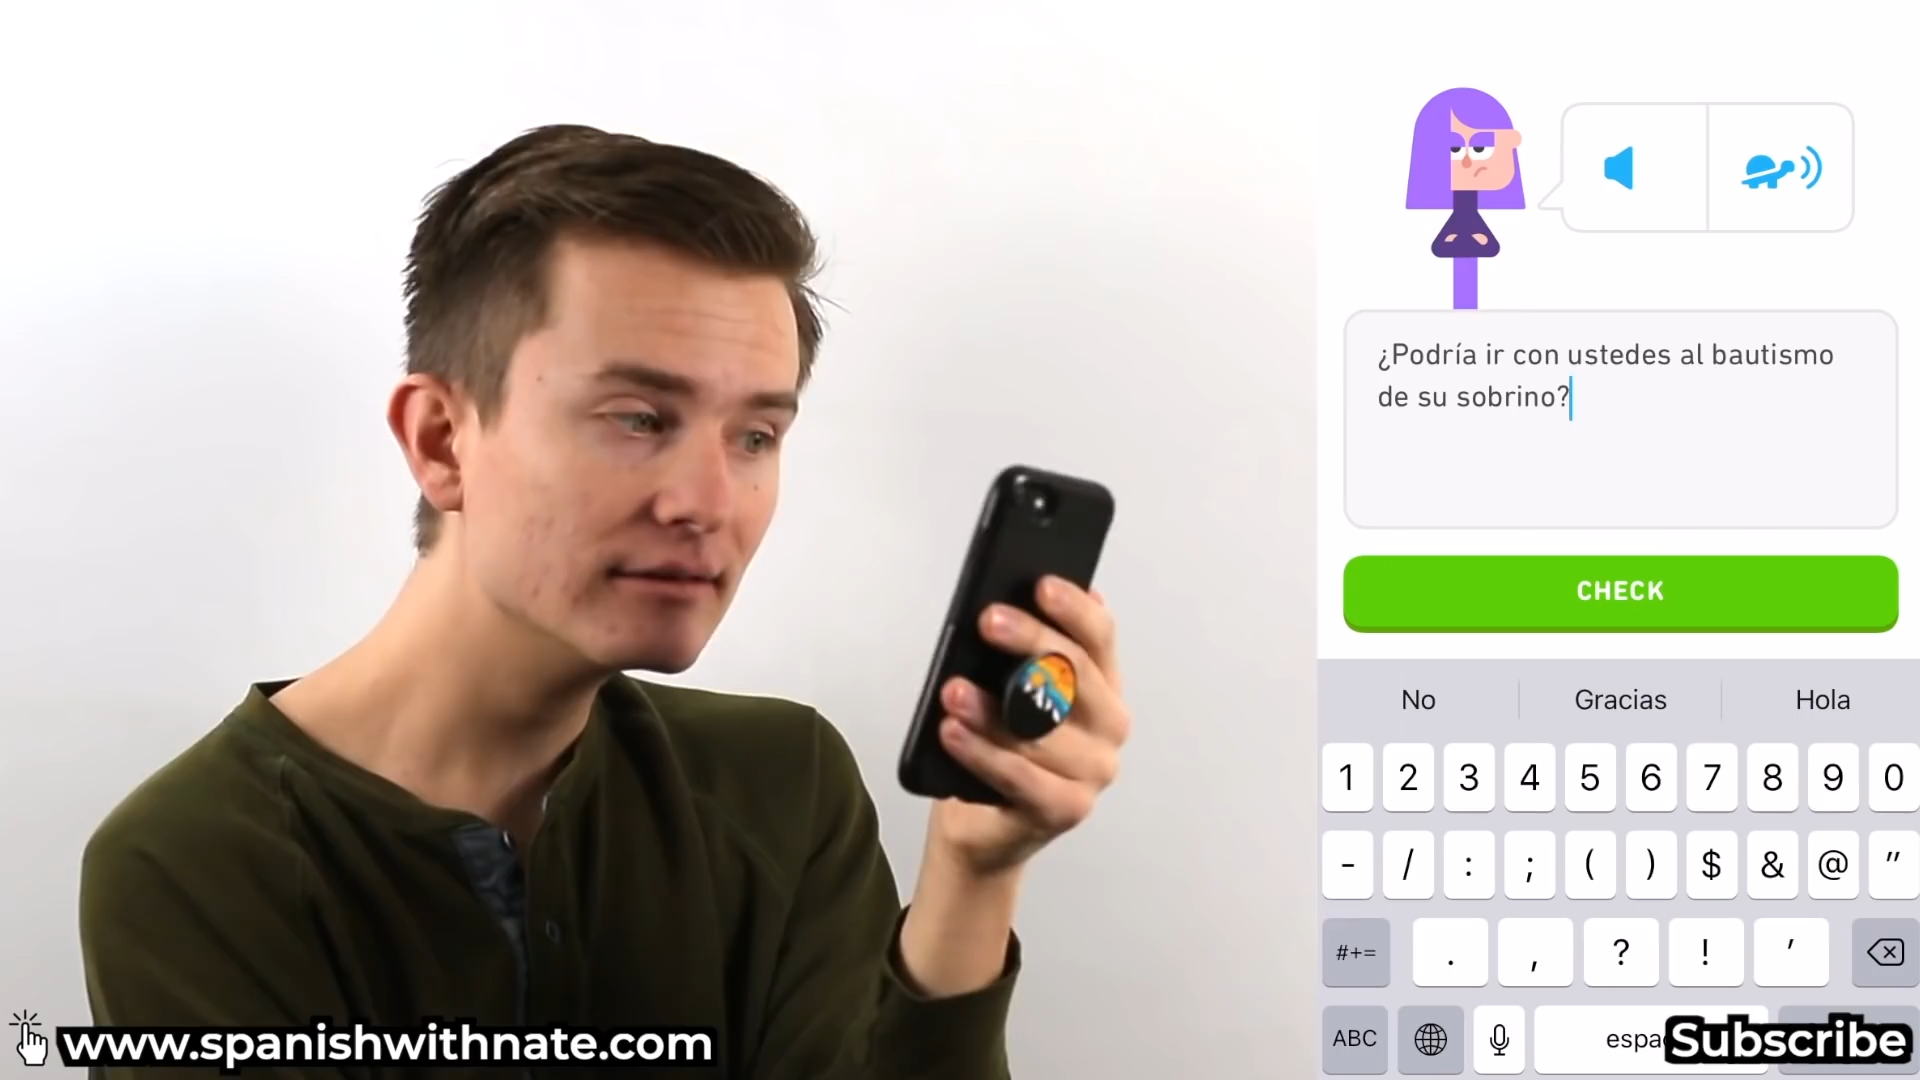 ¿Podría ir con ustedes al bautismo
de su sobrino?
CHECK
No Gracias Hola
1 2 3 4 5 6 7 8 9 0
- / : ; ( ) $ & @ "
#+= . , ? ! '
ABC
www.spanishwithnate.com
Subscribe